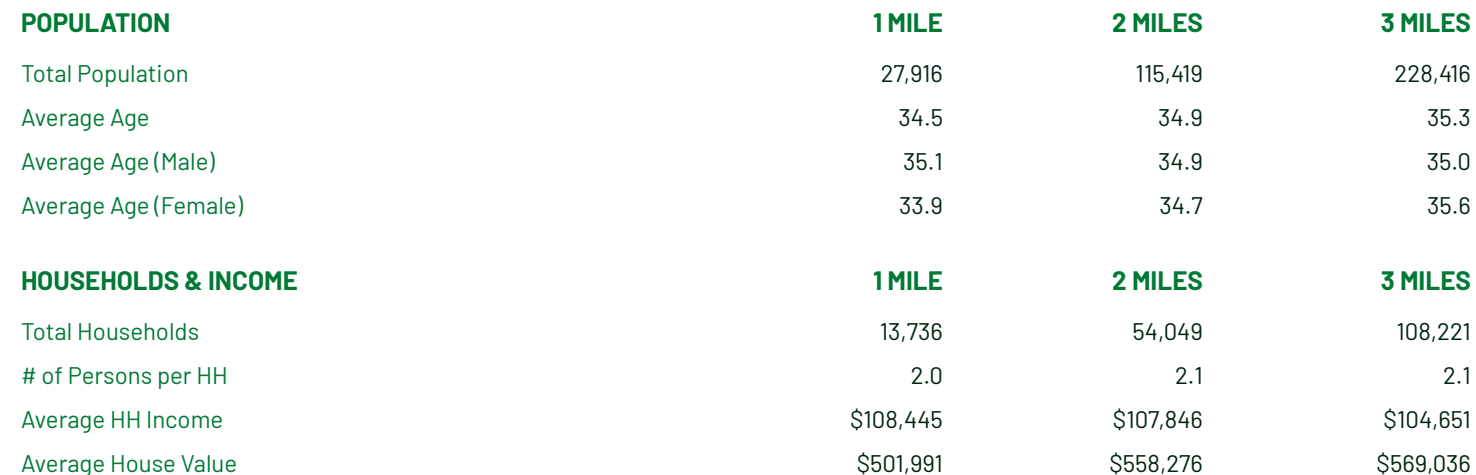 POPULATION 1 MILE 2 MILES 3 MILES
Total Population 27,916 115,419 228,416
Average Age 34.5 34.9 35.3
Average Age (Male) 35.1 34.9 35.0
Average Age (Female) 33.9 34.7 35.6
HOUSEHOLDS & INCOME 1 MILE 2 MILES 3 MILES
Total Households 13,736 54,049 108,221
# of Persons per HH 2.0 2.1 2.1
Average HH Income $108,445 $107,846 $104,651
Average House Value $501,991 $558,276 $569,036